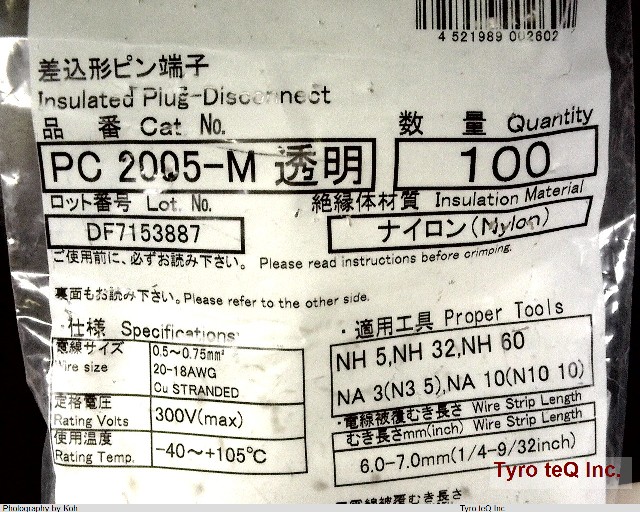 4 521989 002602
差込形ピン端子
Insulated Plug-Disconnect
品 番 Cat. No.
数 量 Quantity
PC 2005-M 透明
100
ロット番号 Lot. No.
絶縁体材質 Insulation Material
DF7153887
ナイロン(Nylon)
ご使用前に、必ずお読み下さい。 Please read instructions before crimping.
裏面もお読み下さい。Please refer to the other side.
・仕様 Specifications
電線サイズ
Wire size
0.5～0.75mm²
20-18AWG
Cu STRANDED
定格電圧
Rating Volts
300V(max)
使用温度
Rating Temp.
-40～+105℃
・適用工具 Proper Tools
NH 5,NH 32,NH 60
NA 3(N3 5),NA 10(N10 10)
・電線被覆むき長さ Wire Strip Length
むき長さmm(inch) Wire Strip Length
6.0-7.0mm(1/4-9/32inch)
電線被覆むき長さ
Tyro teQ Inc.
Photography by Koh
Tyro teQ Inc